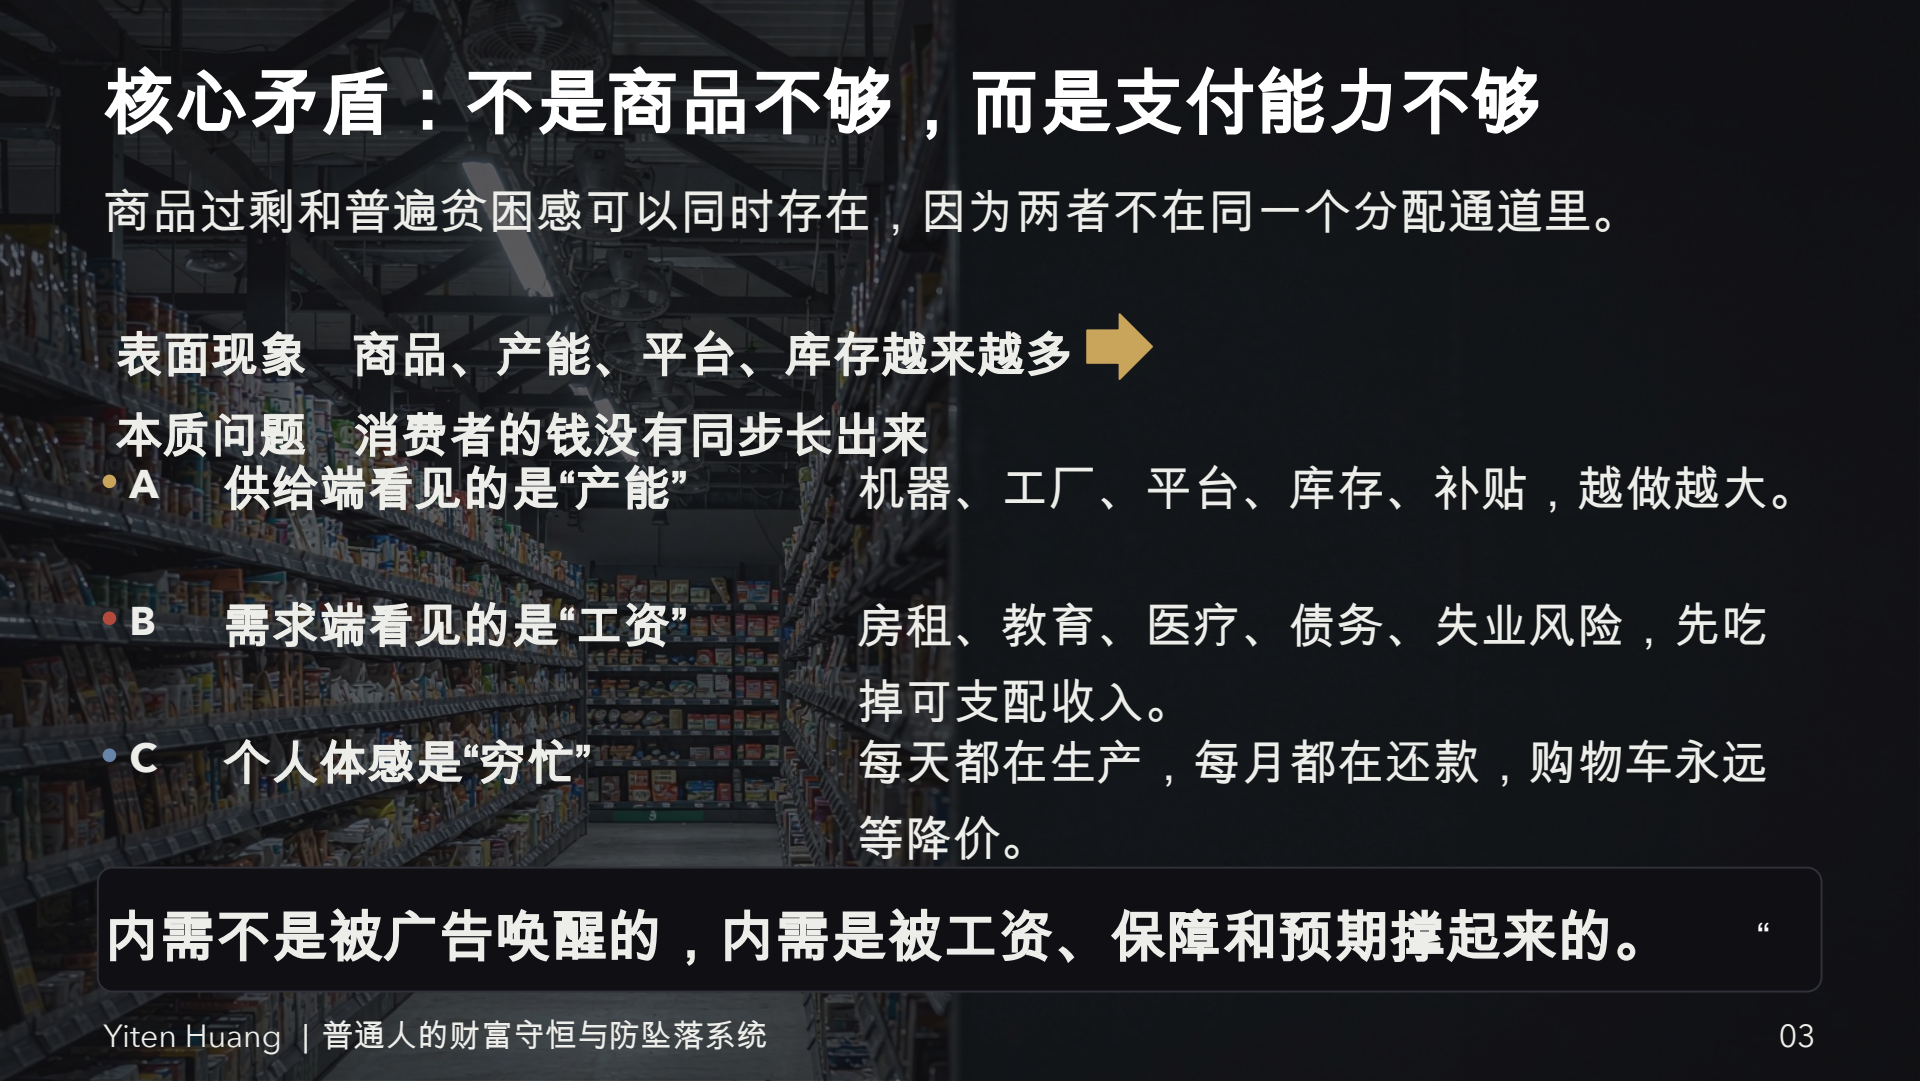 核心矛盾：不是商品不够，而是支付能力不够
商品过剩和普遍贫困感可以同时存在，因为两者不在同一个分配通道里。
表面现象　商品、产能、平台、库存越来越多
本质问题　消费者的钱没有同步长出来
A 供给端看见的是“产能” 机器、工厂、平台、库存、补贴，越做越大。
B 需求端看见的是“工资” 房租、教育、医疗、债务、失业风险，先吃
掉可支配收入。
C 个人体感是“穷忙” 每天都在生产，每月都在还款，购物车永远
等降价。
内需不是被广告唤醒的，内需是被工资、保障和预期撑起来的。 “
Yiten Huang ｜普通人的财富守恒与防坠落系统 03